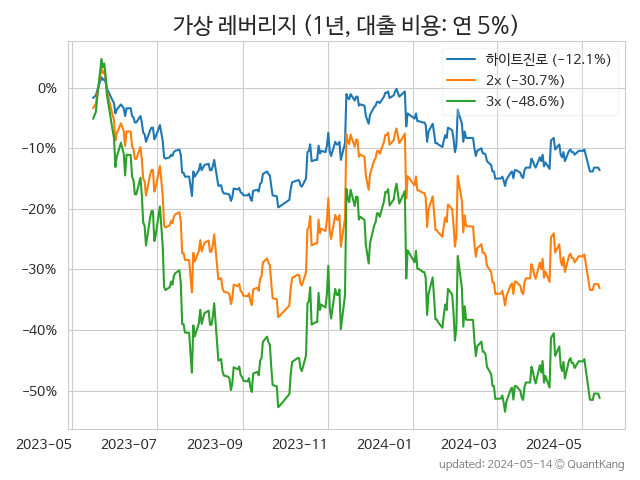 가상 레버리지 (1년, 대출 비용: 연 5%)
하이트진로 (−12.1%)
2x (−30.7%)
3x (−48.6%)
0%
−10%
−20%
−30%
−40%
−50%
2023-05 2023-07 2023-09 2023-11 2024-01 2024-03 2024-05
updated: 2024-05-14 © QuantKang